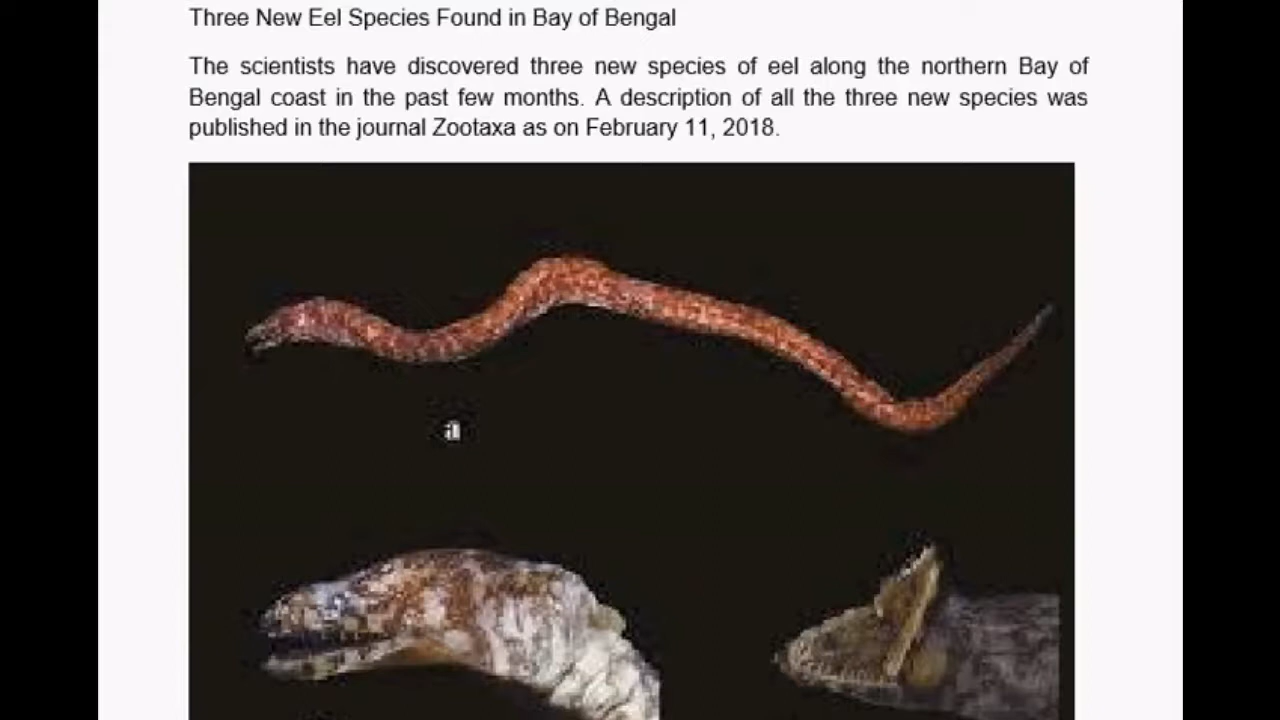 Three New Eel Species Found in Bay of Bengal
The scientists have discovered three new species of eel along the northern Bay of
Bengal coast in the past few months. A description of all the three new species was
published in the journal Zootaxa as on February 11, 2018.
a